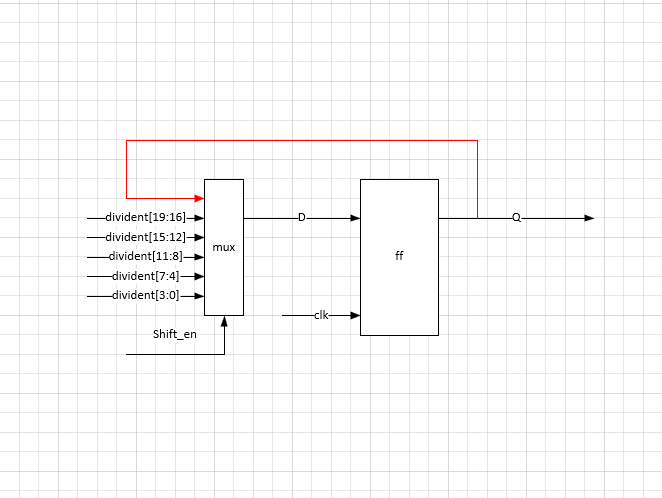 divident[19:16]
D
Q
divident[15:12]
mux
divident[11:8]
ff
divident[7:4]
divident[3:0]
clk
Shift_en